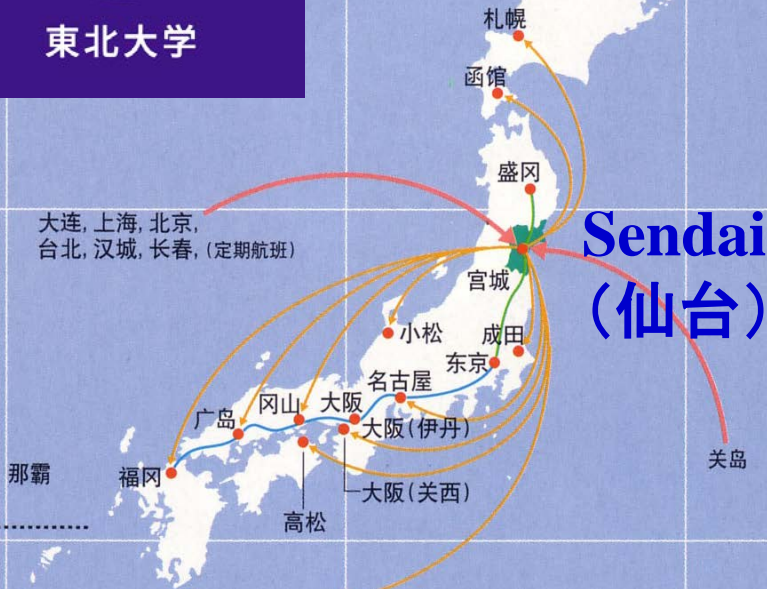 東北大学
札幌
函馆
盛冈
大连, 上海, 北京,
台北, 汉城, 长春, (定期航班)
Sendai
(仙台)
宫城
小松
成田
东京
名古屋
冈山
大阪
广岛
大阪(伊丹)
关岛
那霸
福冈
大阪(关西)
高松